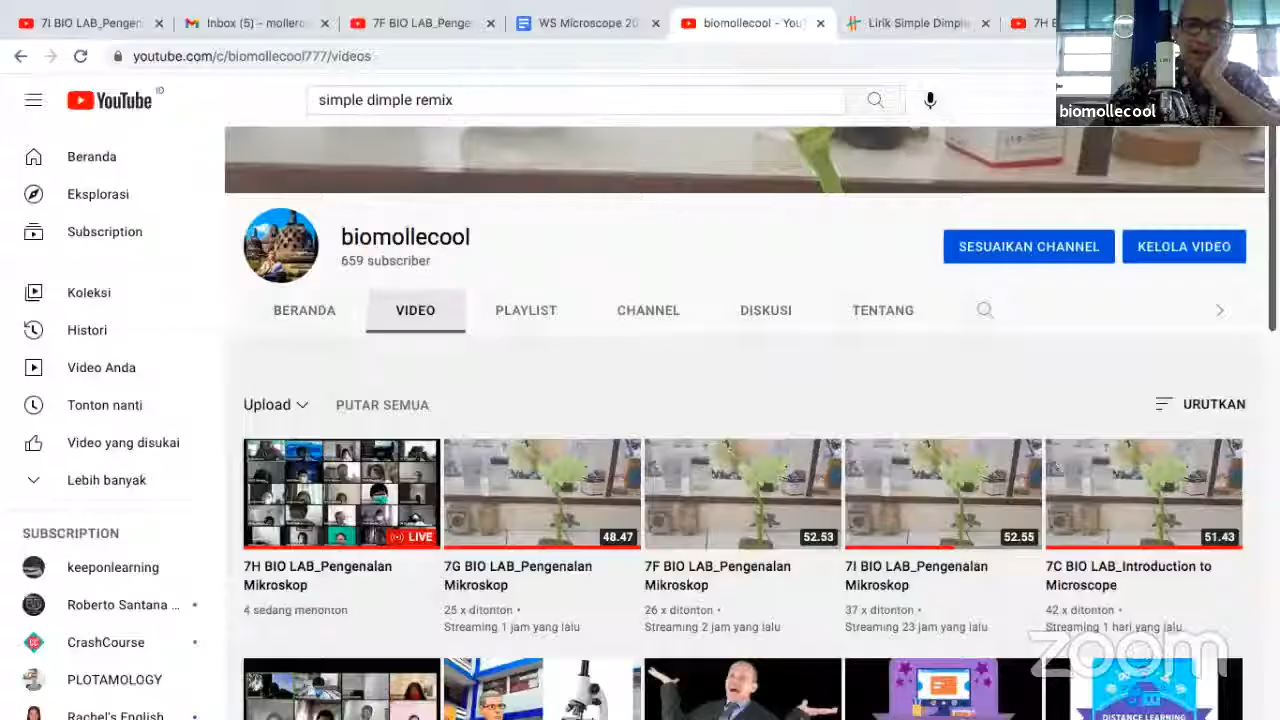 7I BIO LAB_Pengen
Inbox (5) – mollero
7F BIO LAB_Penge
WS Microscope 20
biomollecool - YouT
Lirik Simple Dimple
7H B
youtube.com/c/biomollecool777/videos
biomollecool
YouTube ID
simple dimple remix
Beranda
Eksplorasi
Subscription
Koleksi
Histori
Video Anda
Tonton nanti
Video yang disukai
Lebih banyak
SUBSCRIPTION
keeponlearning
Roberto Santana ...
CrashCourse
PLOTAMOLOGY
Rachel's English
biomollecool
659 subscriber
SESUAIKAN CHANNEL
KELOLA VIDEO
BERANDA
VIDEO
PLAYLIST
CHANNEL
DISKUSI
TENTANG
Upload
PUTAR SEMUA
URUTKAN
LIVE
48.47
52.53
52.55
51.43
7H BIO LAB_Pengenalan
Mikroskop
4 sedang menonton
7G BIO LAB_Pengenalan
Mikroskop
25 x ditonton •
Streaming 1 jam yang lalu
7F BIO LAB_Pengenalan
Mikroskop
26 x ditonton •
Streaming 2 jam yang lalu
7I BIO LAB_Pengenalan
Mikroskop
37 x ditonton •
Streaming 23 jam yang lalu
7C BIO LAB_Introduction to
Microscope
42 x ditonton •
Streaming 1 hari yang lalu
zoom
DISTANCE LEARNING